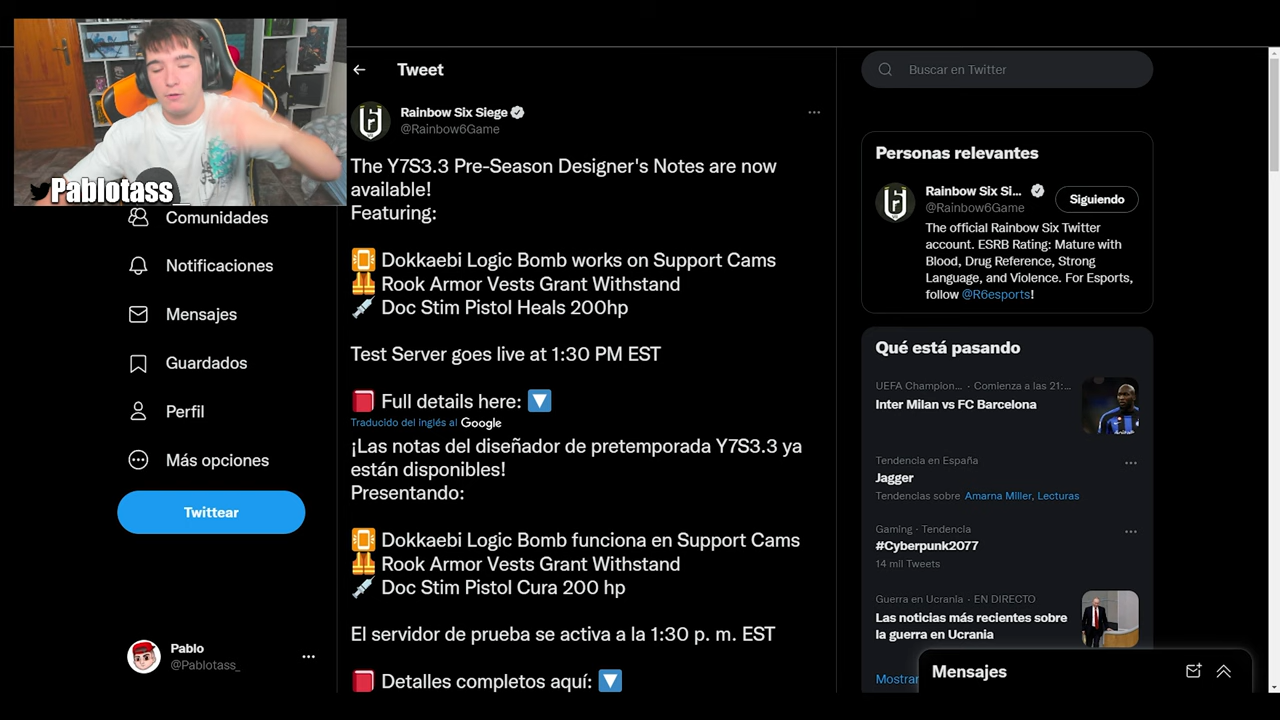 Pablotass_
Comunidades
Notificaciones
Mensajes
Guardados
Perfil
Más opciones
Twittear
Pablo
@Pablotass_
Tweet
Rainbow Six Siege
@Rainbow6Game
The Y7S3.3 Pre-Season Designer's Notes are now
available!
Featuring:
Dokkaebi Logic Bomb works on Support Cams
Rook Armor Vests Grant Withstand
Doc Stim Pistol Heals 200hp
Test Server goes live at 1:30 PM EST
Full details here:
Traducido del inglés al Google
¡Las notas del diseñador de pretemporada Y7S3.3 ya
están disponibles!
Presentando:
Dokkaebi Logic Bomb funciona en Support Cams
Rook Armor Vests Grant Withstand
Doc Stim Pistol Cura 200 hp
El servidor de prueba se activa a la 1:30 p. m. EST
Detalles completos aquí:
Buscar en Twitter
Personas relevantes
Rainbow Six Si...
@Rainbow6Game
Siguiendo
The official Rainbow Six Twitter
account. ESRB Rating: Mature with
Blood, Drug Reference, Strong
Language, and Violence. For Esports,
follow @R6esports!
Qué está pasando
UEFA Champion... · Comienza a las 21:...
Inter Milan vs FC Barcelona
Tendencia en España
Jagger
Tendencias sobre Amarna Miller, Lecturas
Gaming · Tendencia
#Cyberpunk2077
14 mil Tweets
Guerra en Ucrania · EN DIRECTO
Las noticias más recientes sobre
la guerra en Ucrania
Mostrar
Mensajes